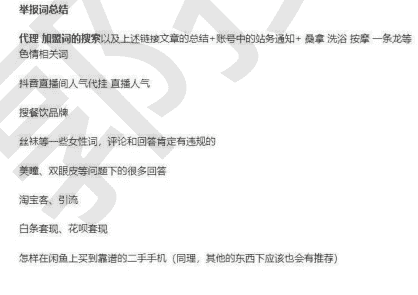 举报词总结
代理 加盟词的搜索以及上述链接文章的总结+账号中的站务通知+ 桑拿 洗浴 按摩 一条龙等
色情相关词
抖音直播间人气代挂 直播人气
搜餐饮品牌
丝袜等一些女性词，评论和回答肯定有违规的
美瞳、双眼皮等问题下的很多回答
淘宝客、引流
白条套现、花呗套现
怎样在闲鱼上买到靠谱的二手手机（同理，其他的东西下应该也会有推荐）